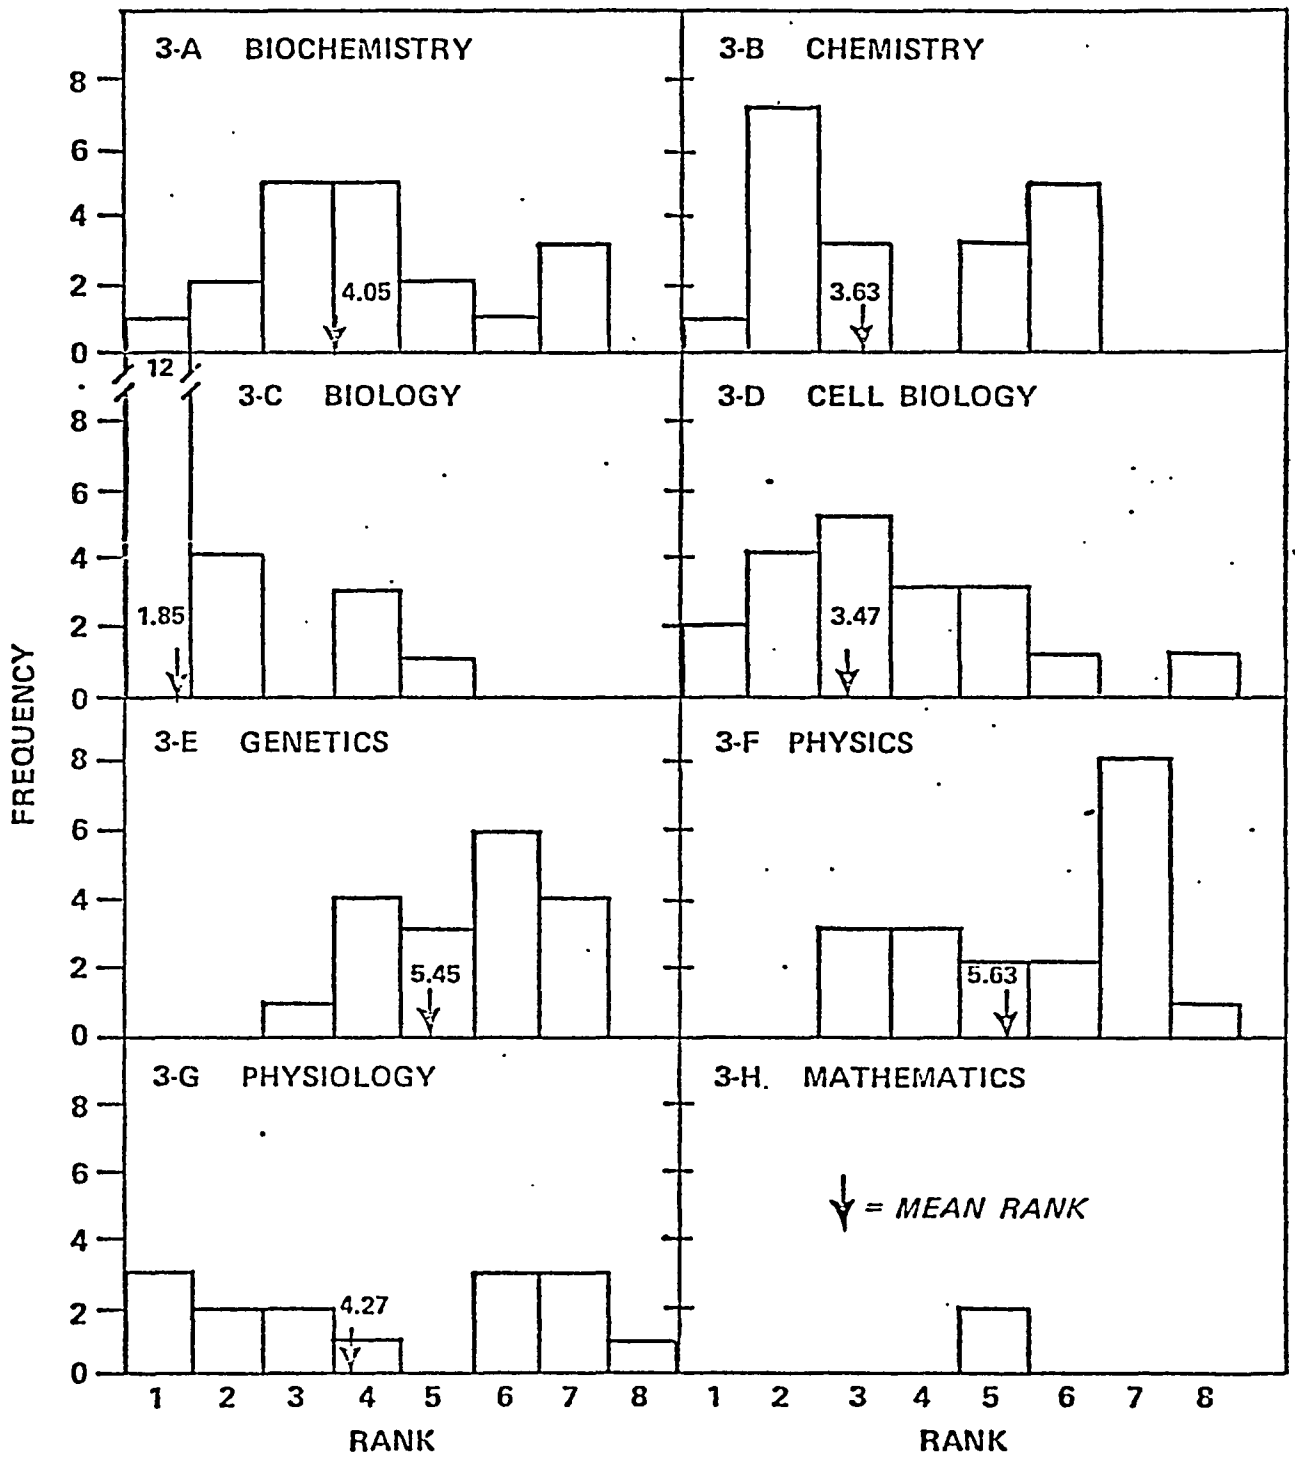 3-A BIOCHEMISTRY
8
6
4
2
0
4.05
3-B CHEMISTRY
3.63
12
3-C BIOLOGY
8
6
4
2
0
1.85
3-D CELL BIOLOGY
3.47
FREQUENCY
3-E GENETICS
8
6
4
2
0
5.45
3-F PHYSICS
5.63
3-G PHYSIOLOGY
8
6
4
2
0
4.27
1 2 3 4 5 6 7 8
RANK
3-H. MATHEMATICS
= MEAN RANK
1 2 3 4 5 6 7 8
RANK